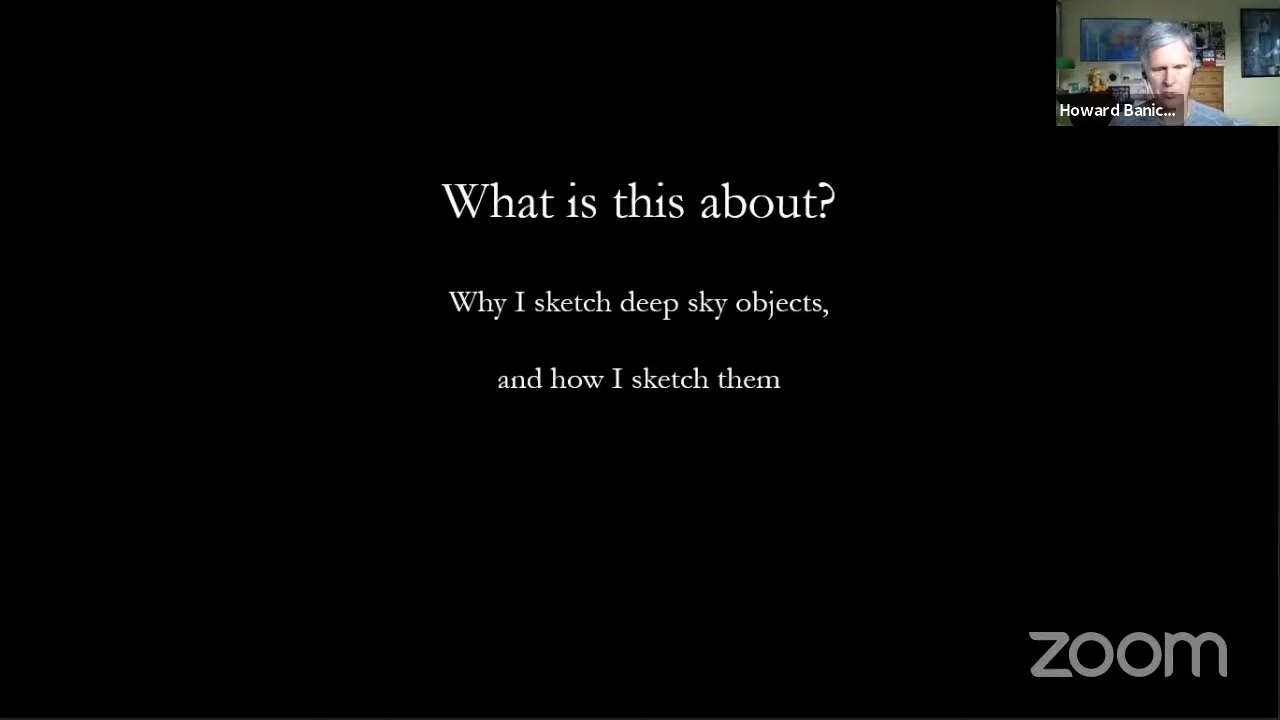 Howard Banic...
What is this about?
Why I sketch deep sky objects,
and how I sketch them
zoom